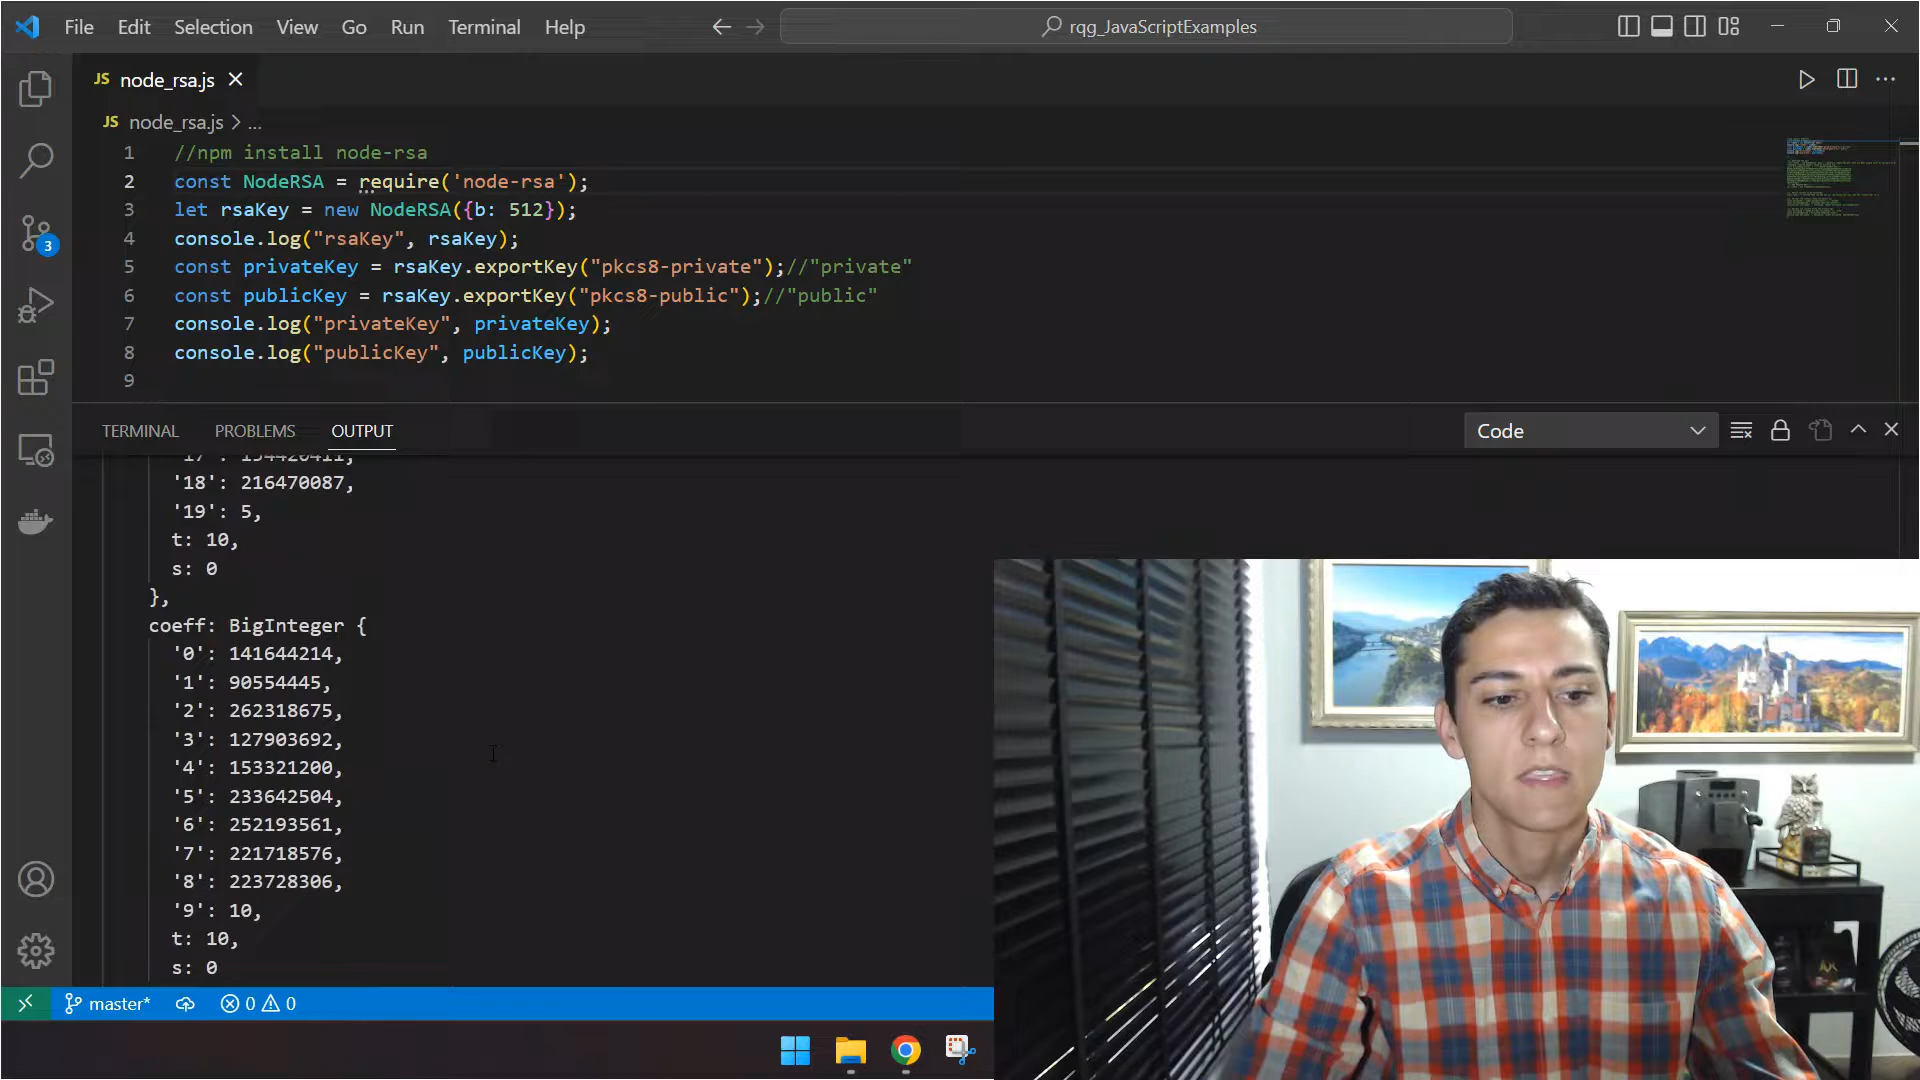 File Edit Selection View Go Run Terminal Help rqg_JavaScriptExamples
JS node_rsa.js
JS node_rsa.js > ...
1 //npm install node-rsa
2 const NodeRSA = require('node-rsa');
3 let rsaKey = new NodeRSA({b: 512});
4 console.log("rsaKey", rsaKey);
5 const privateKey = rsaKey.exportKey("pkcs8-private");//"private"
6 const publicKey = rsaKey.exportKey("pkcs8-public");//"public"
7 console.log("privateKey", privateKey);
8 console.log("publicKey", publicKey);
9
TERMINAL PROBLEMS OUTPUT Code
'18': 216470087,
'19': 5,
t: 10,
s: 0
},
coeff: BigInteger {
'0': 141644214,
'1': 90554445,
'2': 262318675,
'3': 127903692,
'4': 153321200,
'5': 233642504,
'6': 252193561,
'7': 221718576,
'8': 223728306,
'9': 10,
t: 10,
s: 0
3
master* 0 0